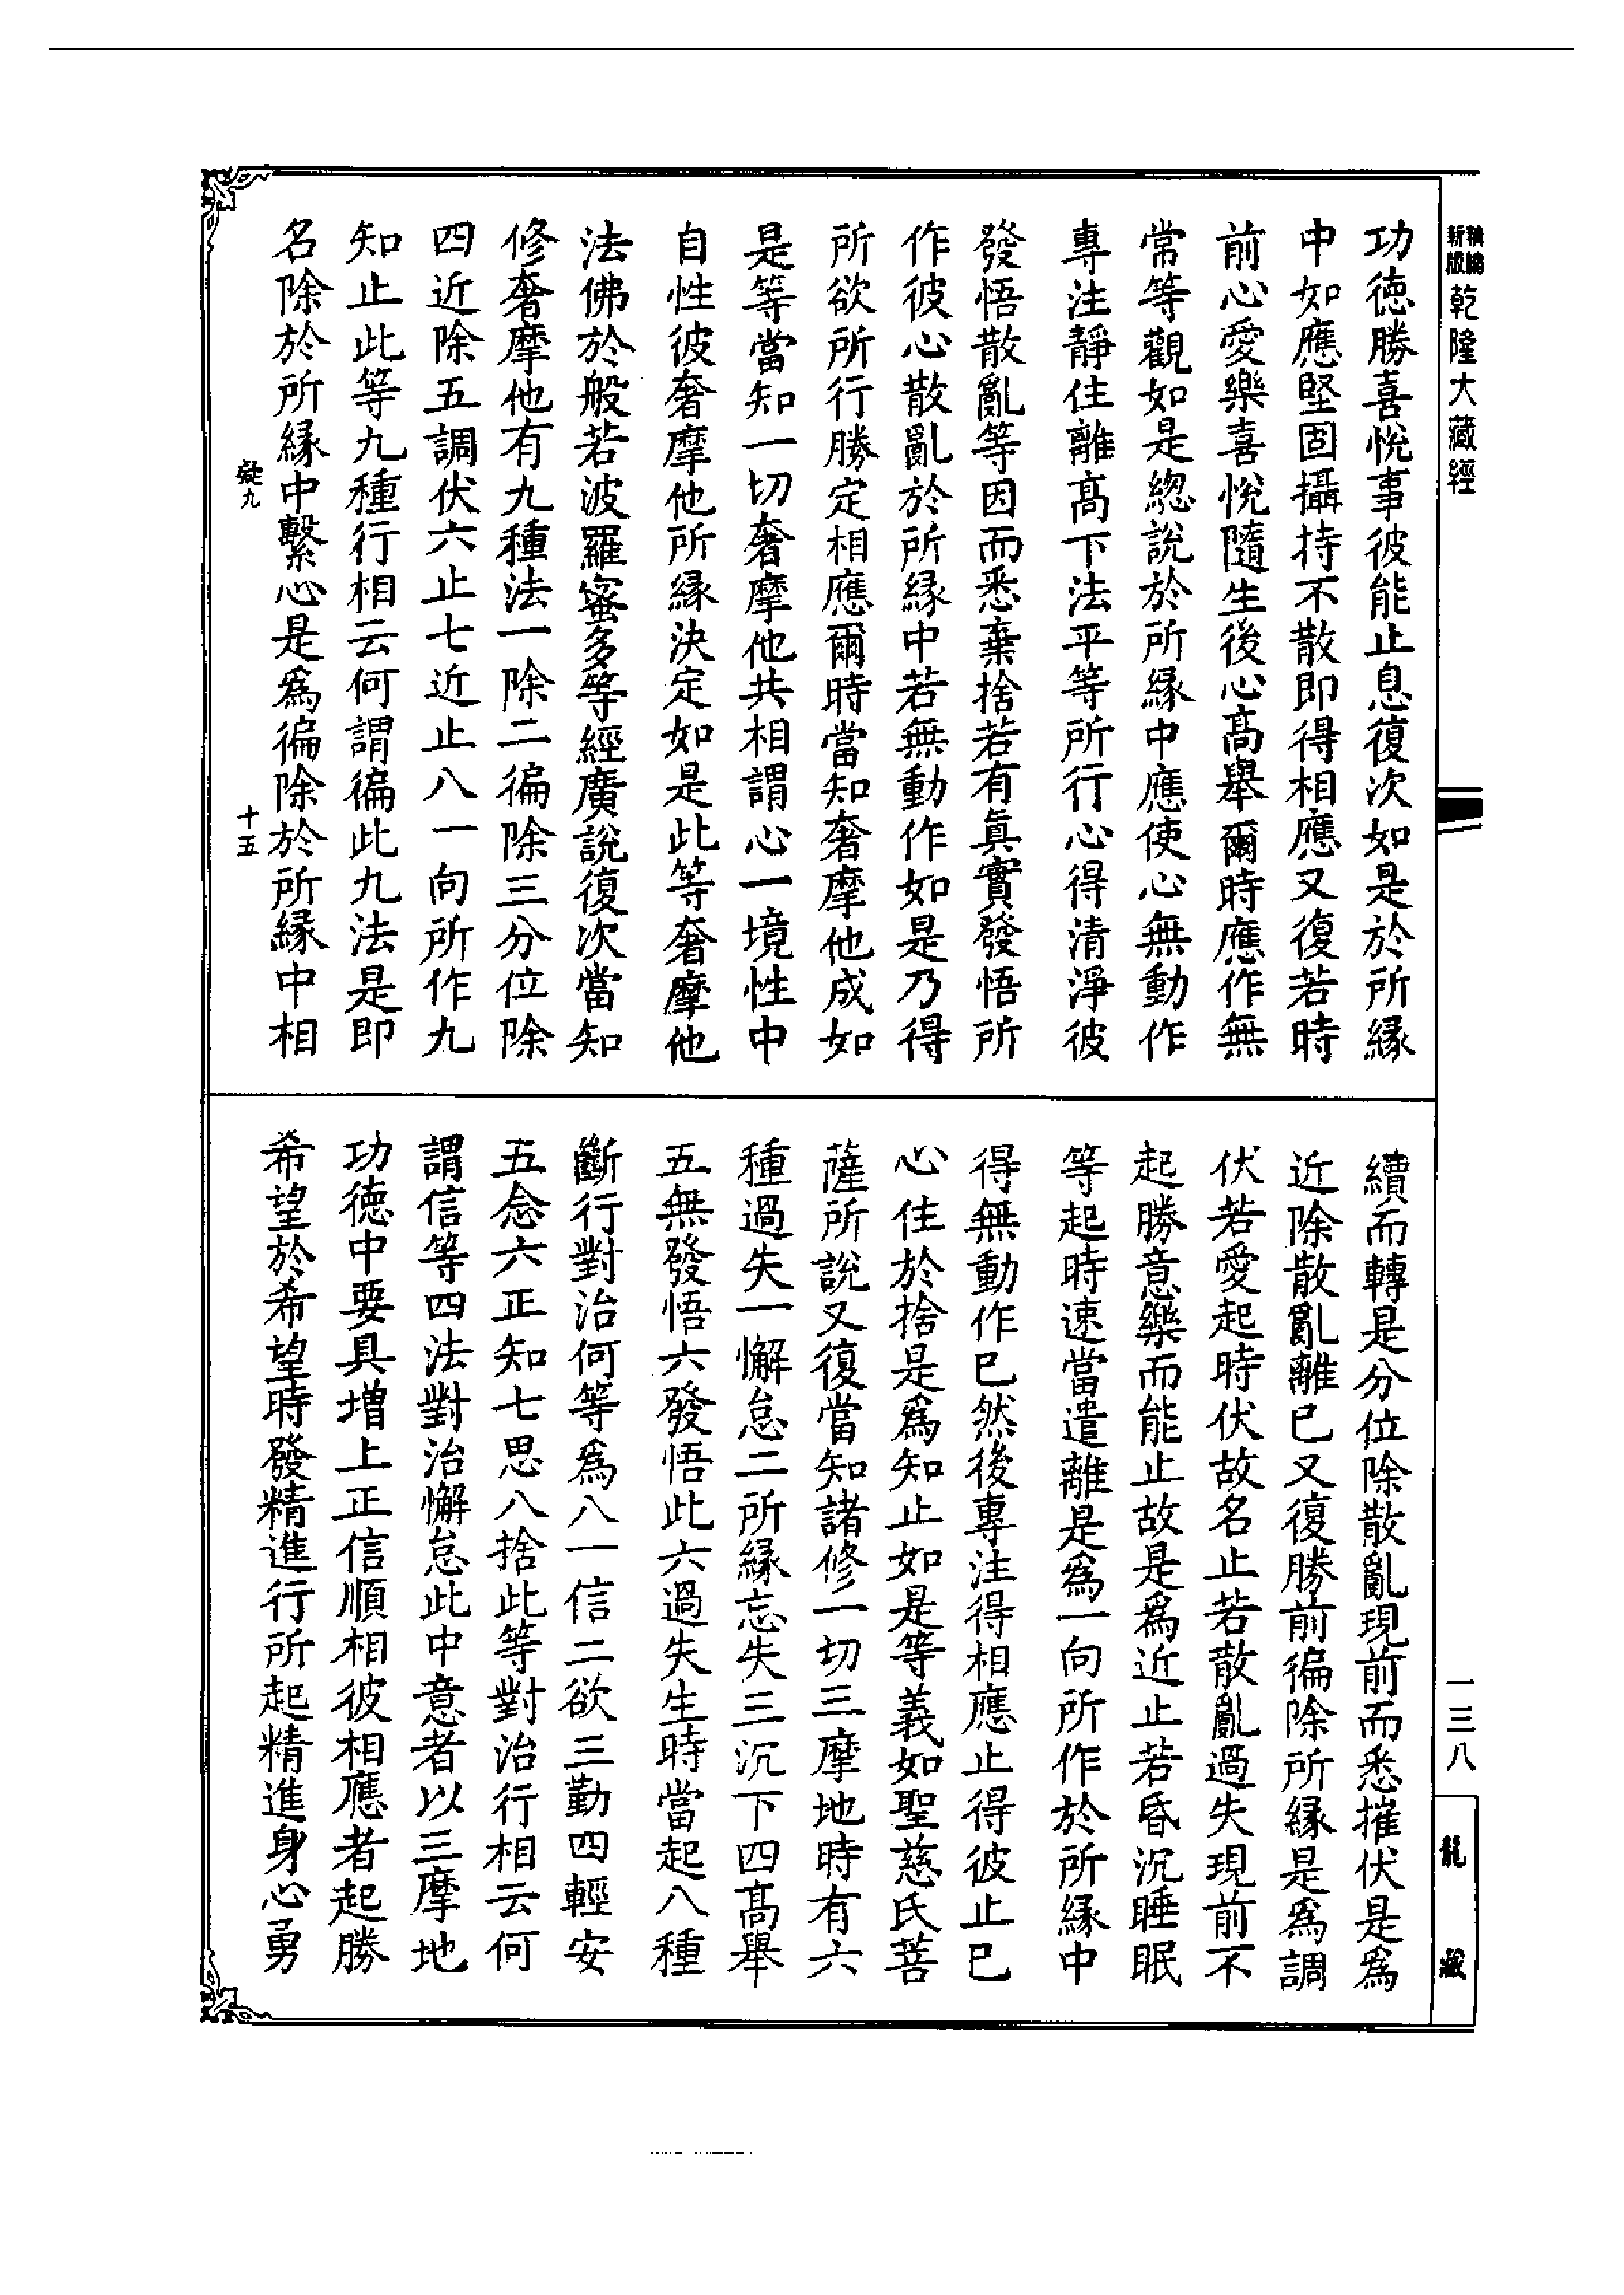 新版
精縮
乾隆大藏經
功德勝喜悅事彼能止息復次如是於所緣
中如應堅固攝持不散即得相應又復若時
前心愛樂喜悅隨生後心高舉爾時應作無
常等觀如是總說於所緣中應使心無動作
專注靜住離高下法平等所行心得清淨彼
發悟散亂等因而悉棄捨若有眞實發悟所
作彼心散亂於所緣中若無動作如是乃得
所欲所行勝定相應爾時當知奢摩他成如
是等當知一切奢摩他共相謂心一境性中
自性彼奢摩他所緣決定如是此等奢摩他
法佛於般若波羅蜜多等經廣說復次當知
修奢摩他有九種法一除二徧除三分位除
四近除五調伏六止七近止八一向所作九
知止此等九種行相云何謂徧此九法是即
名除於所緣中繫心是爲徧除於所緣中相
疑九
十五
續而轉是分位除散亂現前而悉摧伏是爲
近除散亂離已又復勝前徧除所緣是爲調
伏若愛起時伏故名止若散亂過失現前不
起勝意樂而能止故是爲近止若昏沉睡眠
等起時速當遣離是爲一向所作於所緣中
得無動作已然後專注得相應止得彼止已
心住於捨是爲知止如是等義如聖慈氏菩
薩所說又復當知諸修一切三摩地時有六
種過失一懈怠二所緣忘失三沉下四高舉
五無發悟六發悟此六過失生時當起八種
斷行對治何等爲八一信二欲三勤四輕安
五念六正知七思八捨此等對治行相云何
謂信等四法對治懈怠此中意者以三摩地
功德中要具增上正信順相彼相應者起勝
希望於希望時發精進行所起精進身心勇
一三八
龍藏